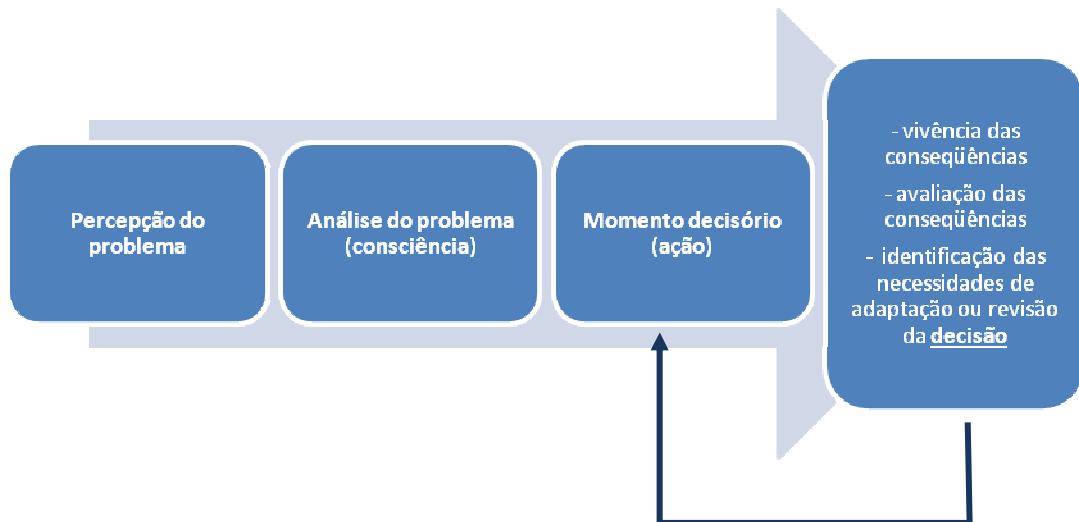 Percepção do
problema
Análise do problema
(consciência)
Momento decisório
(ação)
- vivência das
conseqüências
- avaliação das
conseqüências
- identificação das
necessidades de
adaptação ou revisão
da decisão